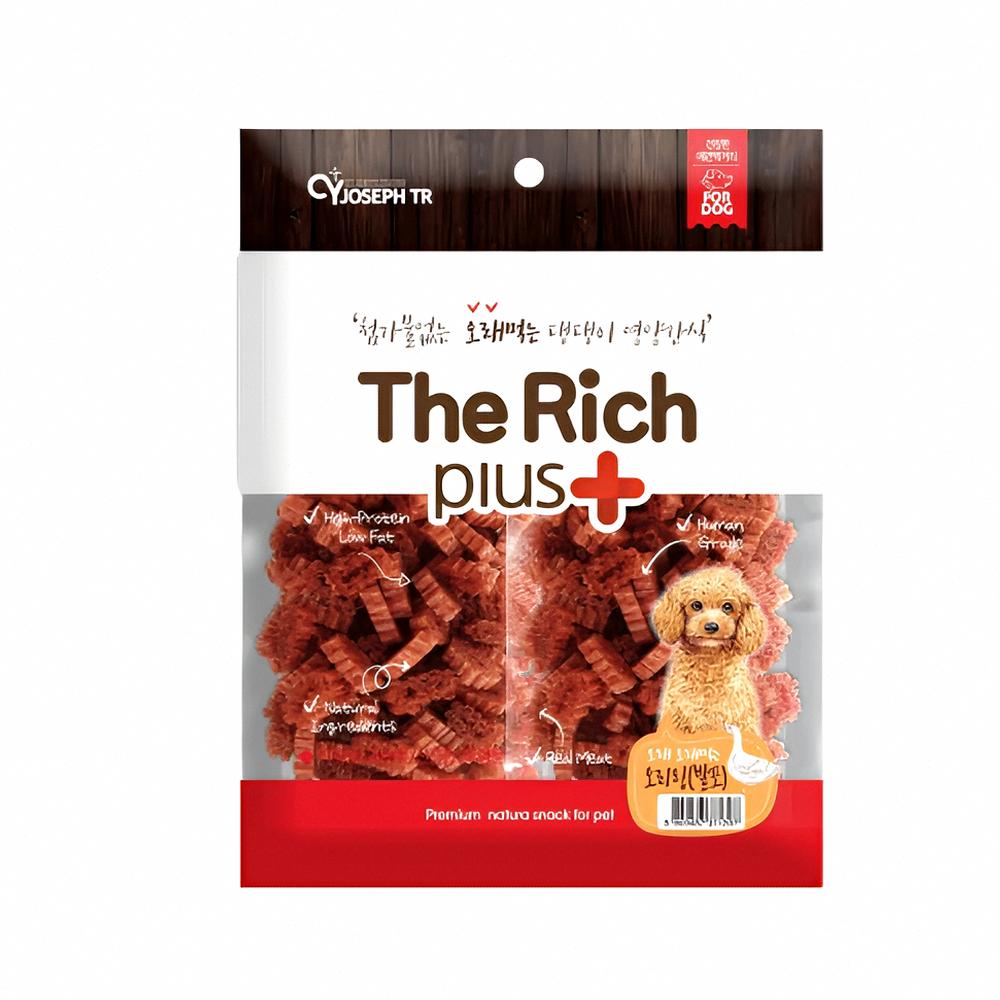 JOSEPH TR
FOR
DOG
'첨가물없는 오래먹는 댕댕이 영양간식'
The Rich
plus
High-Protein
Low Fat
Human
Grade
Natural
Ingredients
Real Meat
Premium natural snack for pet